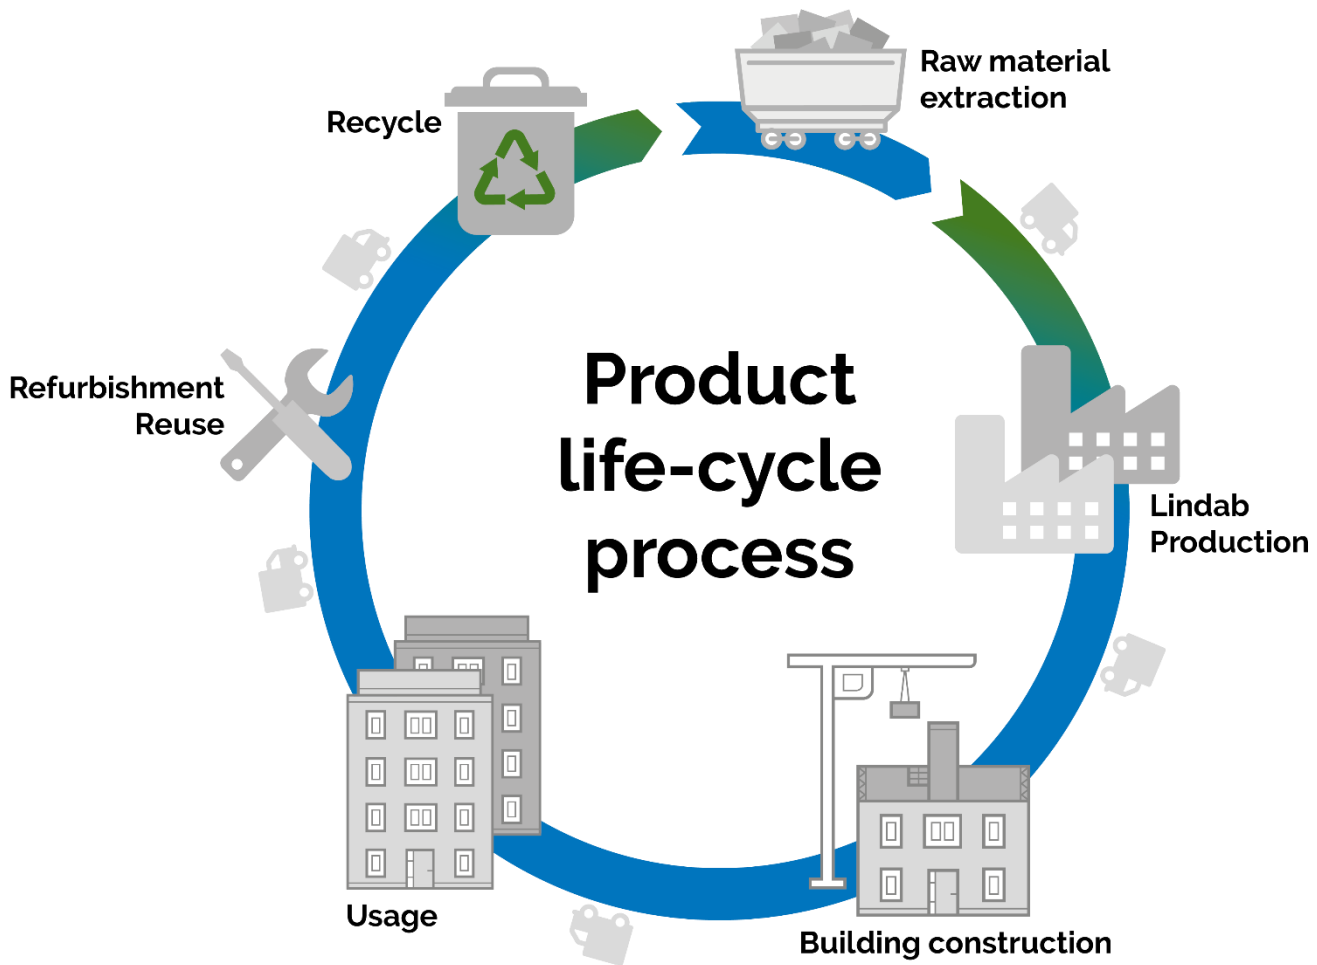 Raw material
extraction
Recycle
Product
life-cycle
process
Refurbishment
Reuse
Lindab
Production
Usage
Building construction